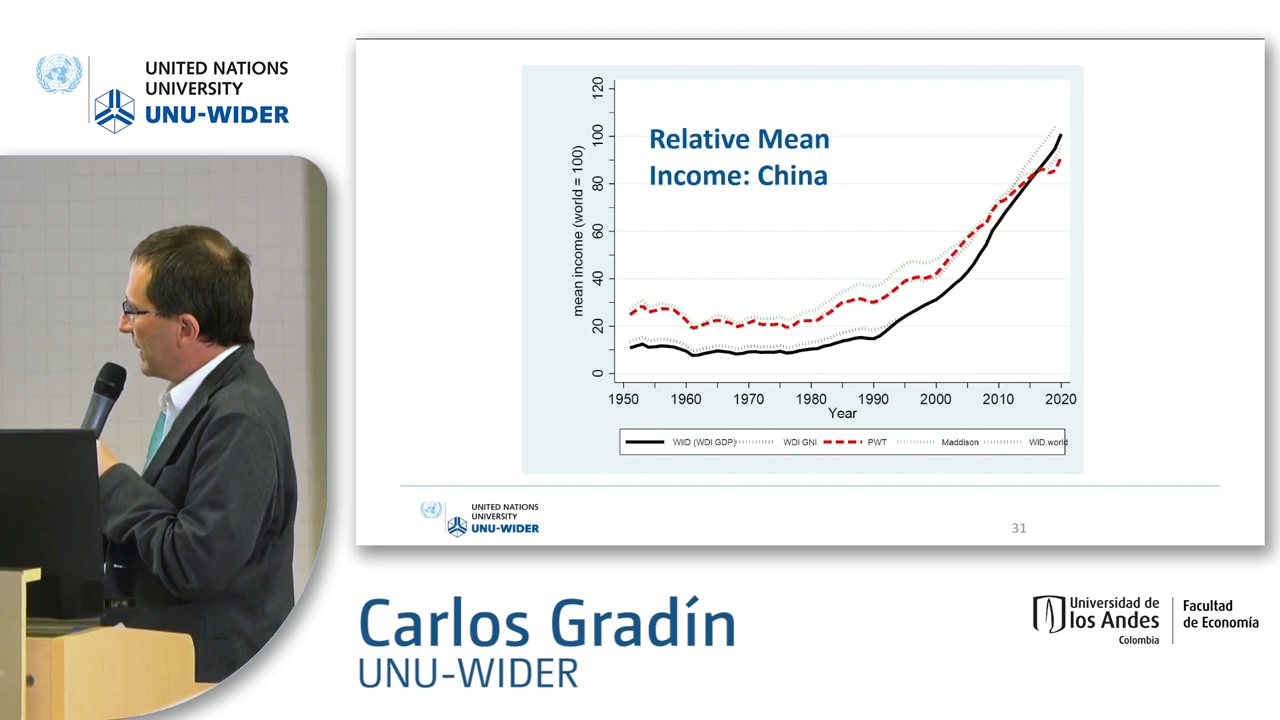 UNITED NATIONS
UNIVERSITY
UNU-WIDER
Relative Mean
Income: China
mean income (world = 100)
120
100
80
60
40
20
0
1950 1960 1970 1980 1990 2000 2010 2020
Year
WIID (WDI GDP) WDI GNI PWT Maddison WID.world
UNITED NATIONS
UNIVERSITY
UNU-WIDER
31
Carlos Gradín
UNU-WIDER
Universidad de
los Andes
Colombia
Facultad
de Economía